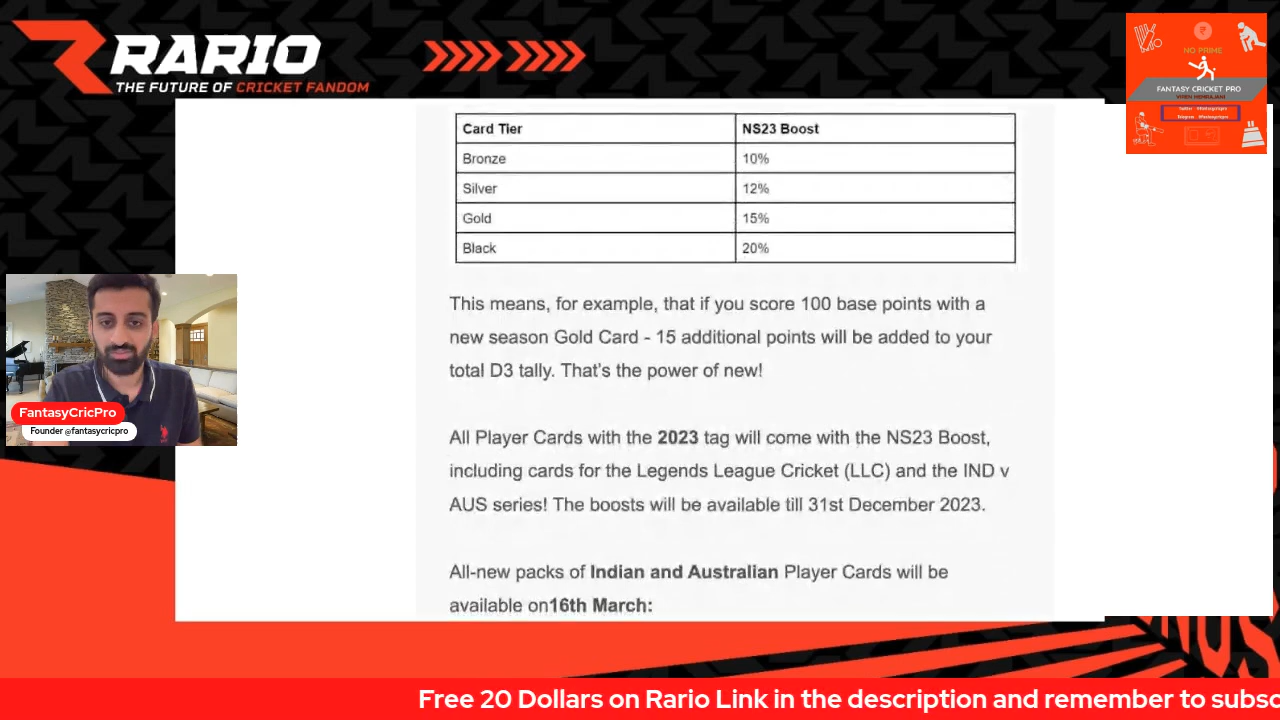 RARIO
THE FUTURE OF CRICKET FANDOM
NO PRIME
FANTASY CRICKET PRO
VIREN HEMRAJANI
Card Tier NS23 Boost
Bronze 10%
Silver 12%
Gold 15%
Black 20%
This means, for example, that if you score 100 base points with a
new season Gold Card - 15 additional points will be added to your
total D3 tally. That's the power of new!
All Player Cards with the 2023 tag will come with the NS23 Boost,
including cards for the Legends League Cricket (LLC) and the IND v
AUS series! The boosts will be available till 31st December 2023.
All-new packs of Indian and Australian Player Cards will be
available on16th March:
FantasyCricPro
Founder @fantasycricpro
Free 20 Dollars on Rario Link in the description and remember to subsc